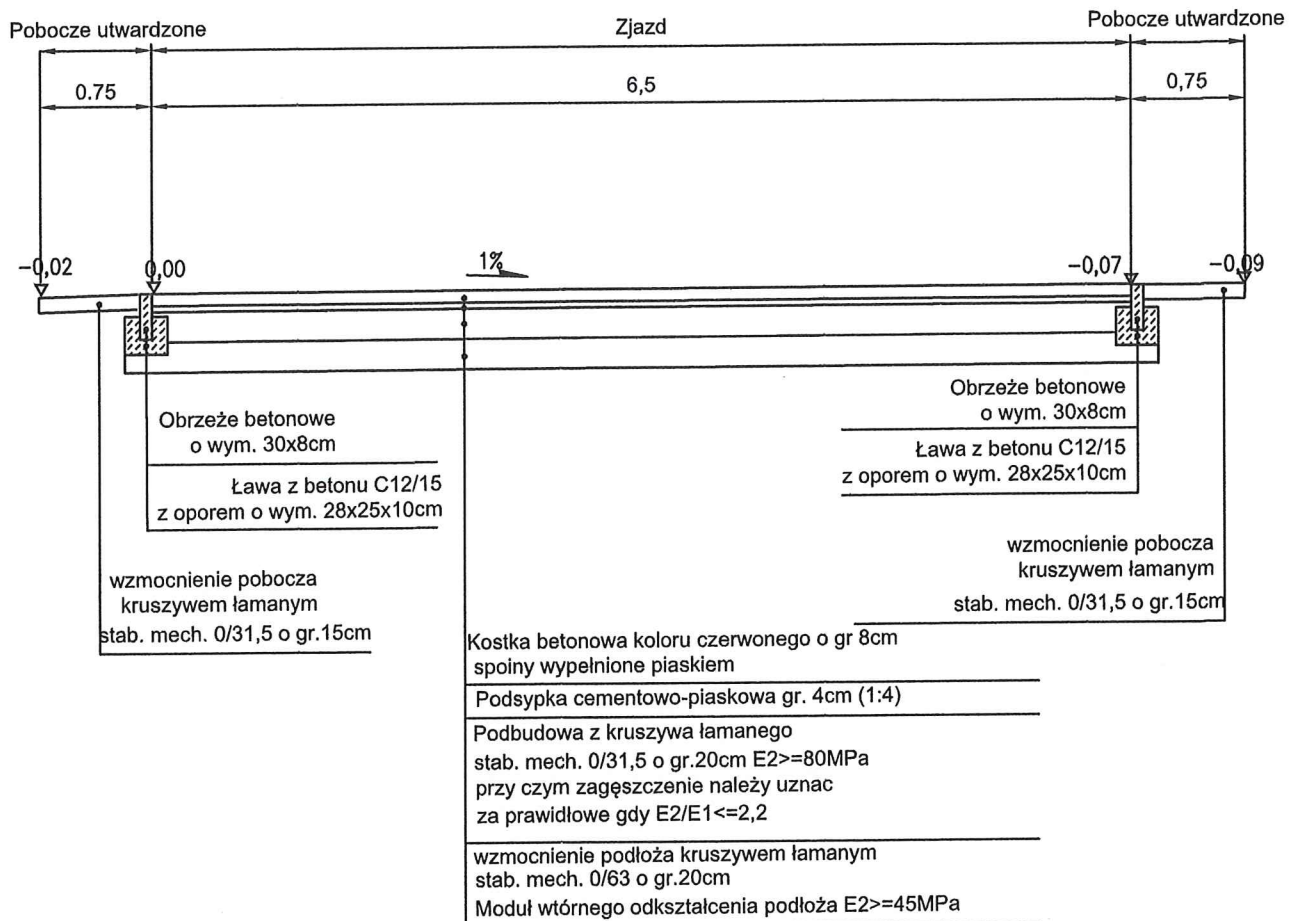 Pobocze utwardzone
Zjazd
Pobocze utwardzone
0.75
6,5
0,75
−0,02
0,00
1%
−0,07
−0,09
Obrzeże betonowe
o wym. 30x8cm
Ława z betonu C12/15
z oporem o wym. 28x25x10cm
Obrzeże betonowe
o wym. 30x8cm
Ława z betonu C12/15
z oporem o wym. 28x25x10cm
wzmocnienie pobocza
kruszywem łamanym
stab. mech. 0/31,5 o gr.15cm
wzmocnienie pobocza
kruszywem łamanym
stab. mech. 0/31,5 o gr.15cm
Kostka betonowa koloru czerwonego o gr 8cm
spoiny wypełnione piaskiem
Podsypka cementowo-piaskowa gr. 4cm (1:4)
Podbudowa z kruszywa łamanego
stab. mech. 0/31,5 o gr.20cm E2>=80MPa
przy czym zagęszczenie należy uznac
za prawidłowe gdy E2/E1<=2,2
wzmocnienie podłoża kruszywem łamanym
stab. mech. 0/63 o gr.20cm
Moduł wtórnego odkształcenia podłoża E2>=45MPa